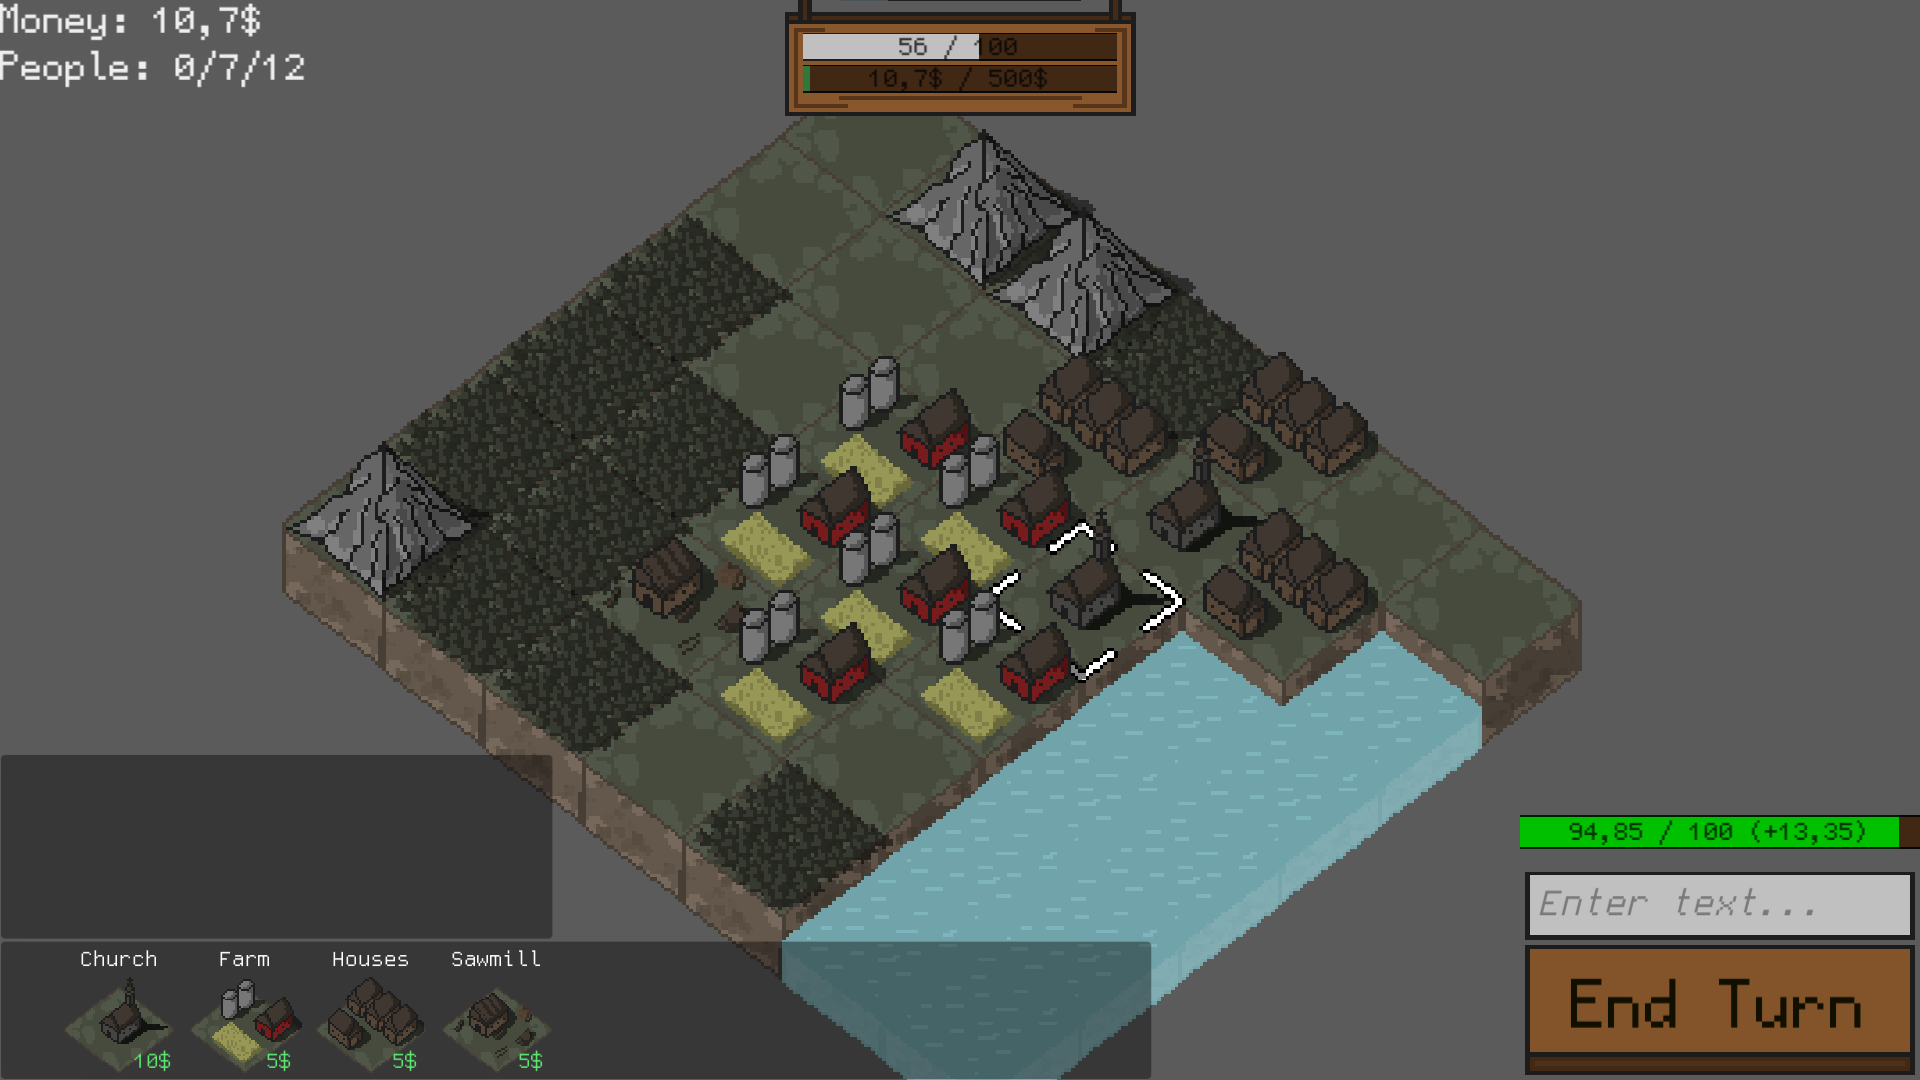 Money: 10,7$
People: 0/7/12
56 / 100
10,7$ / 500$
94,85 / 100 (+13,35)
Enter text...
End Turn
Church
Farm
Houses
Sawmill
10$
5$
5$
5$